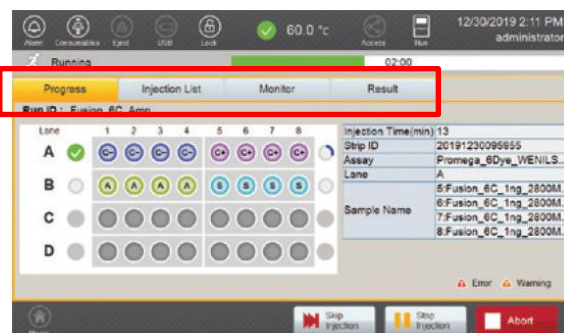 60.0 °c
12/30/2019 2:11 PM
administrator
Alarm Consumables Eject USB Lock Access Run
Running
02:00
Progress Injection List Monitor Result
Run ID : Fusion_6C_Amp
Lane 1 2 3 4 5 6 7 8
A C- C- C- C- C+ C+ C+ C+
B A A A A S S S S
C
D
Injection Time(min) 13
Strip ID 20191230095955
Assay Promega_6Dye_WENILS...
Lane A
Sample Name
5:Fusion_6C_1ng_2800M...
6:Fusion_6C_1ng_2800M...
7:Fusion_6C_1ng_2800M...
8:Fusion_6C_1ng_2800M...
Error Warning
Skip Injection
Stop Injection
Abort